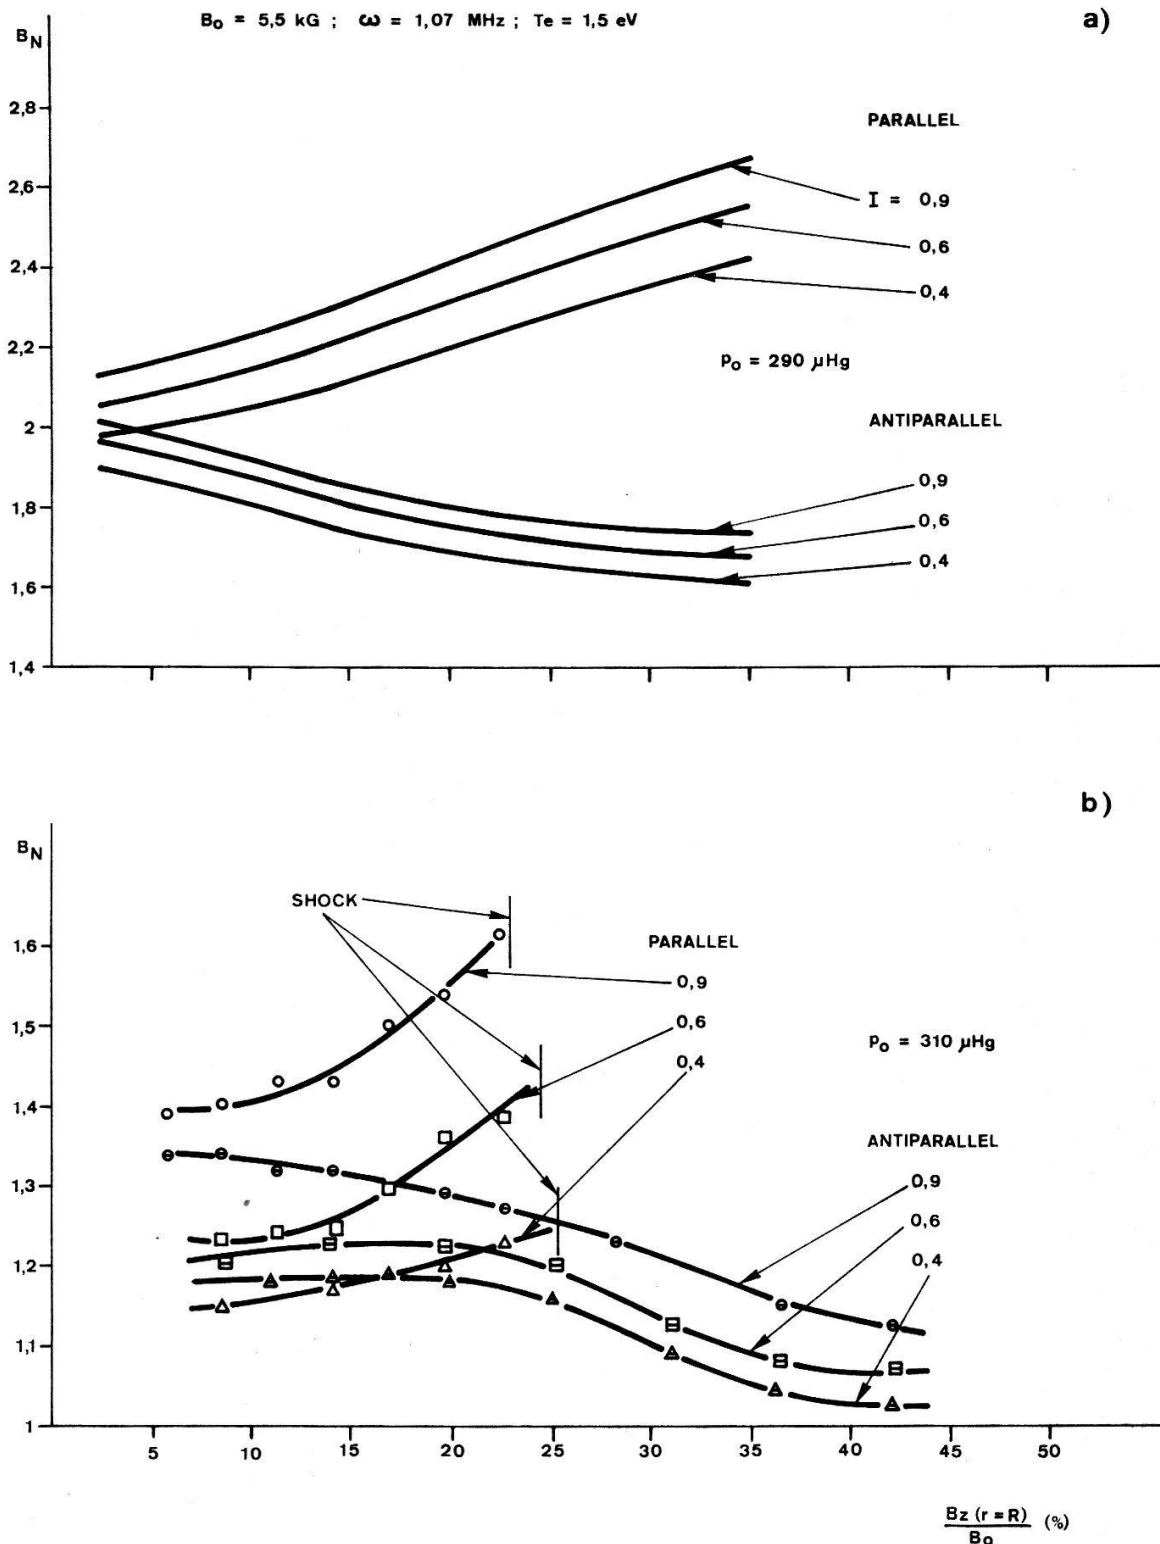 B₀ = 5,5 kG ; ω = 1,07 MHz ; Te = 1,5 eV
a)
B_N
2,8
2,6
2,4
2,2
2
1,8
1,6
1,4
PARALLEL
I = 0,9
0,6
0,4
p₀ = 290 μHg
ANTIPARALLEL
0,9
0,6
0,4
b)
B_N
1,6
1,5
1,4
1,3
1,2
1,1
1
SHOCK
PARALLEL
0,9
0,6
0,4
p₀ = 310 μHg
ANTIPARALLEL
0,9
0,6
0,4
5 10 15 20 25 30 35 40 45 50
Bz (r = R)
B₀
(%)